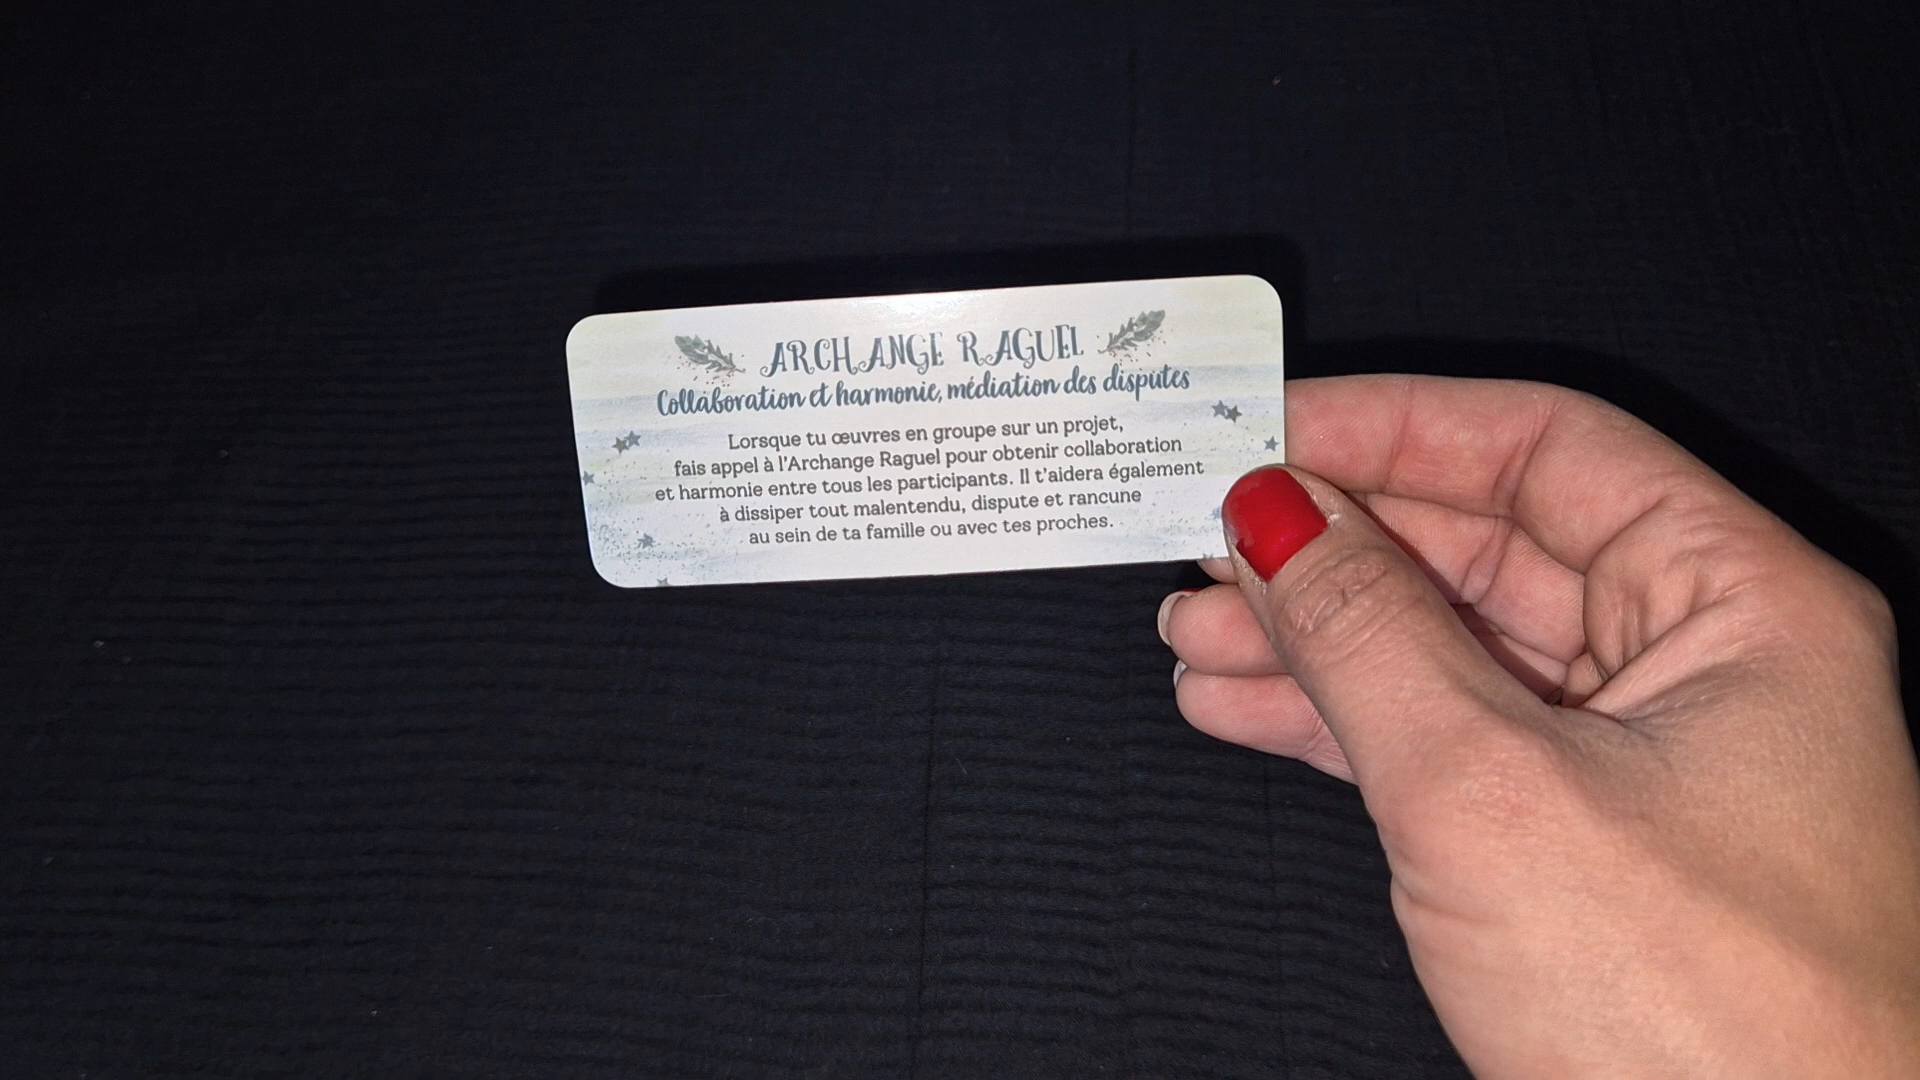 ARCHANGE RAGUEL
Collaboration et harmonie, médiation des disputes
Lorsque tu œuvres en groupe sur un projet,
fais appel à l'Archange Raguel pour obtenir collaboration
et harmonie entre tous les participants. Il t'aidera également
à dissiper tout malentendu, dispute et rancune
au sein de ta famille ou avec tes proches.